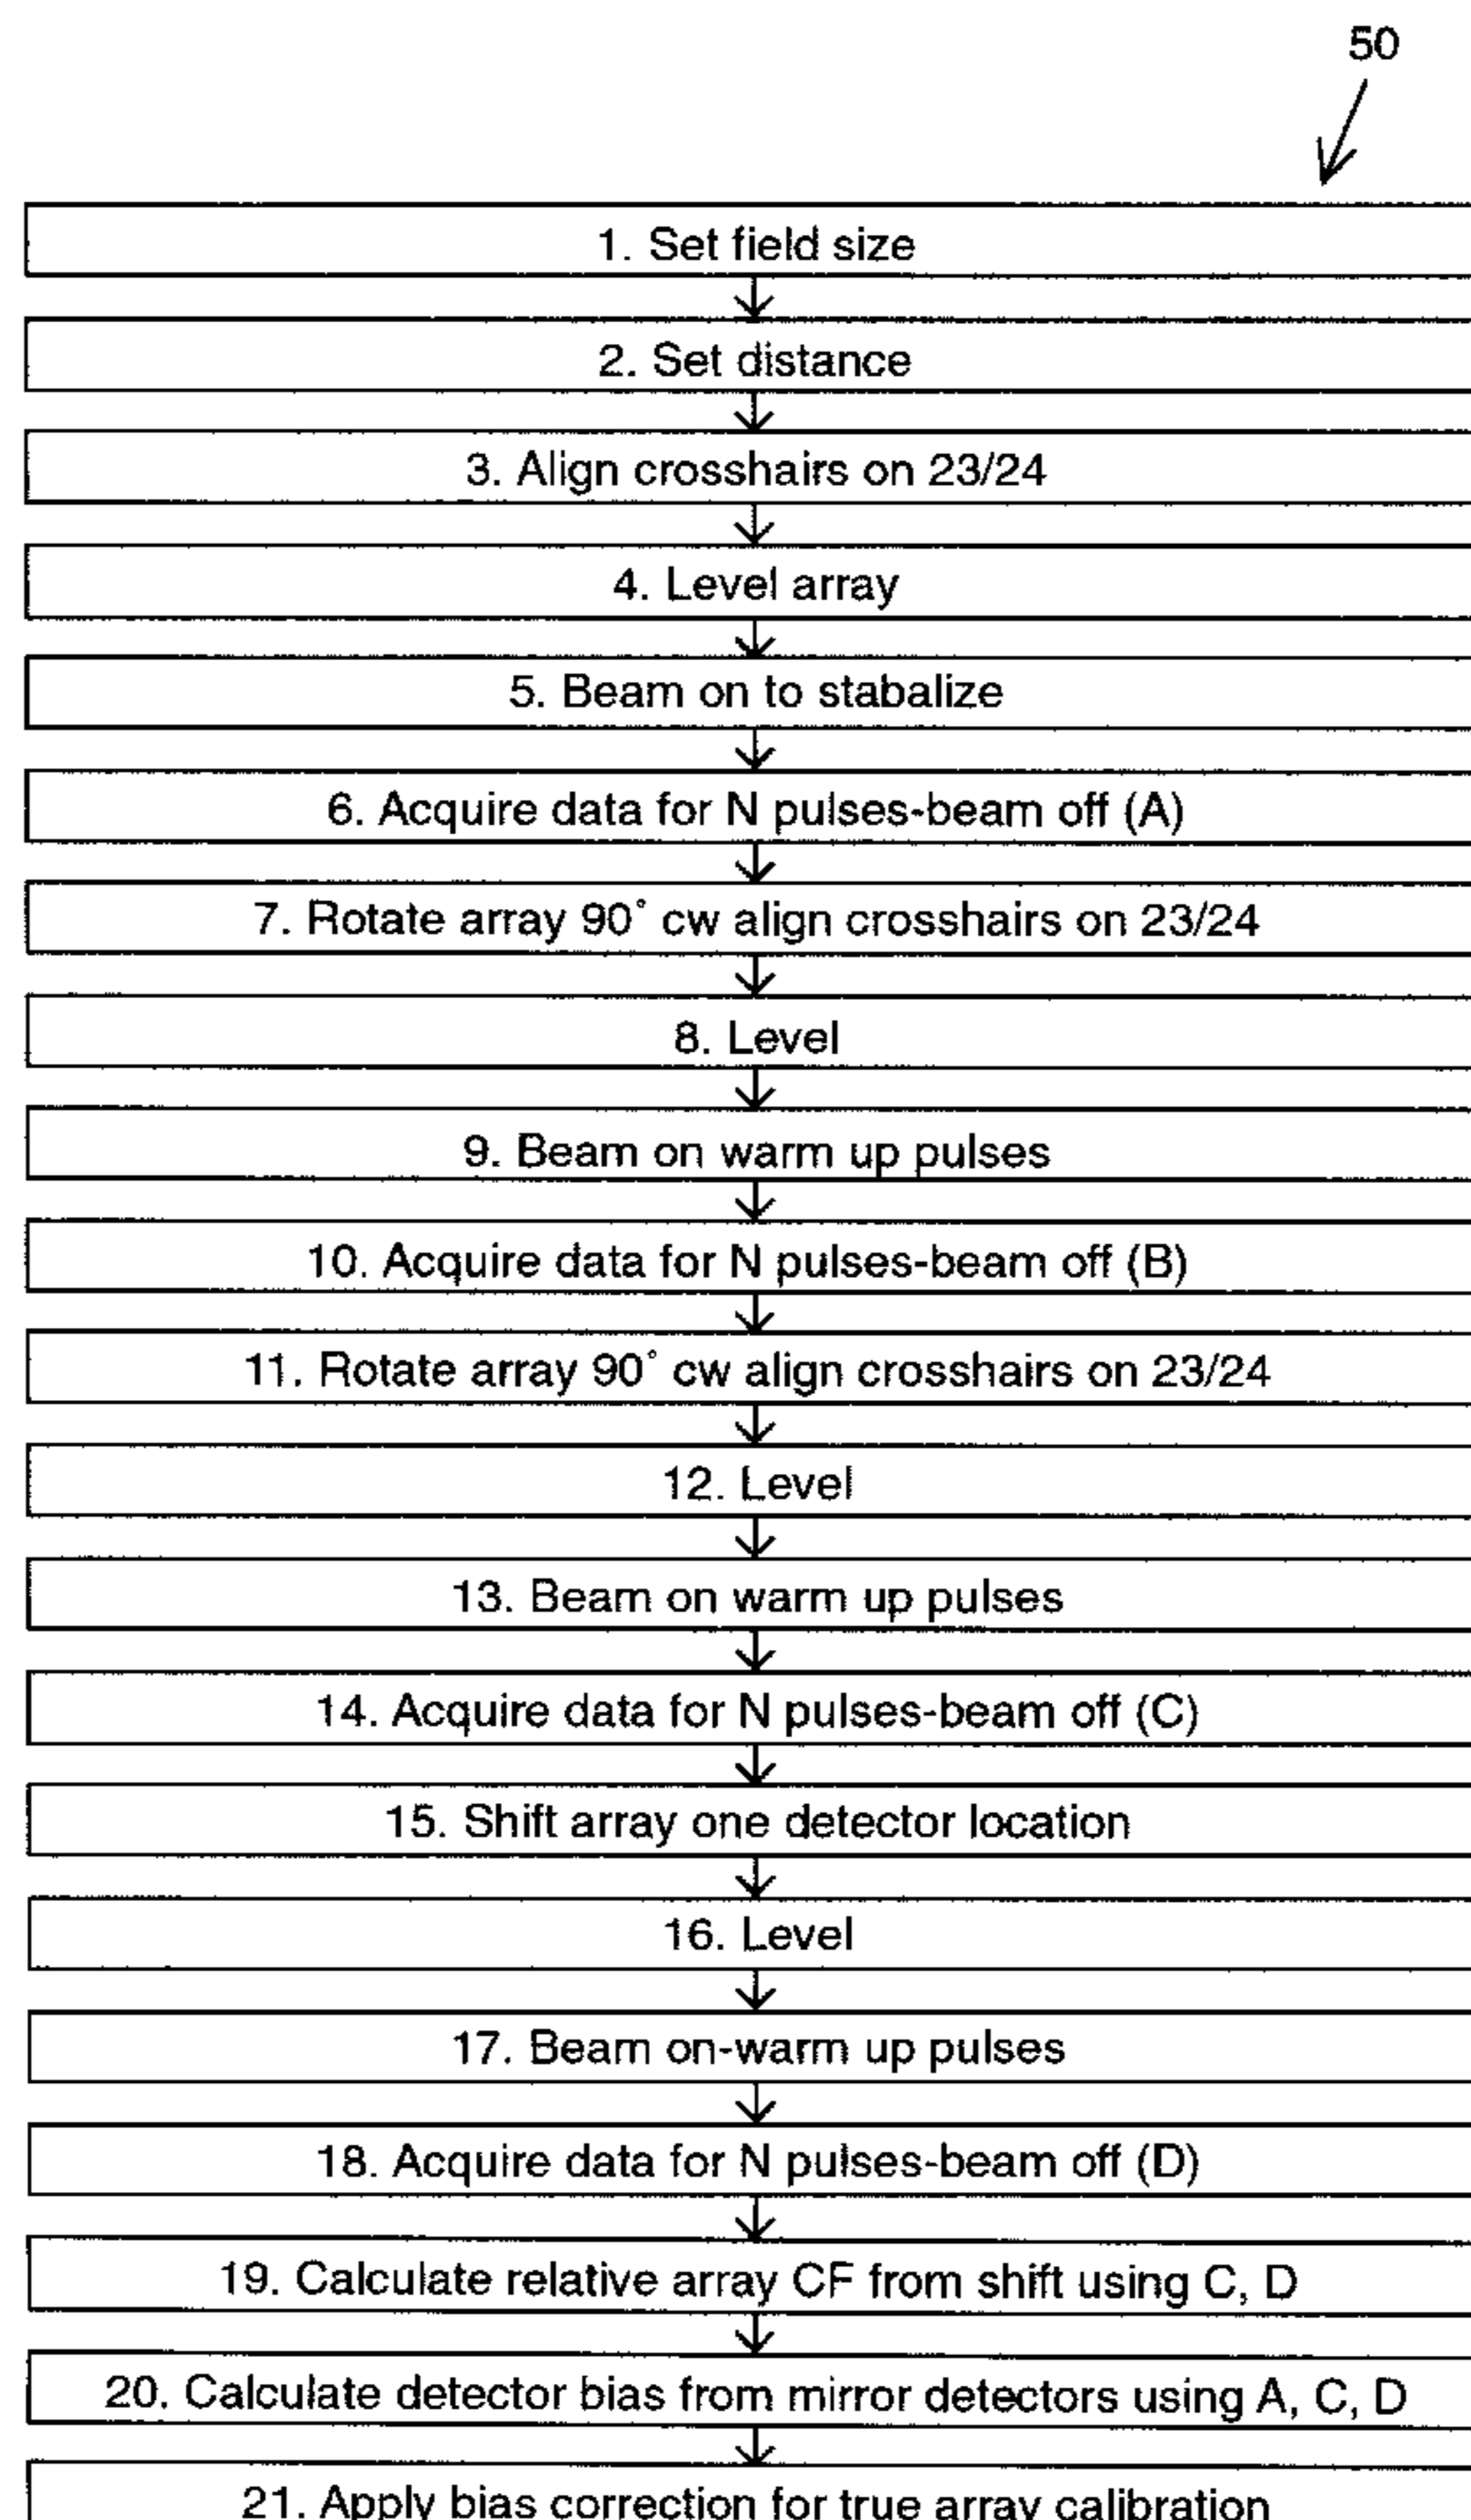 50
1. Set field size
2. Set distance
3. Align crosshairs on 23/24
4. Level array
5. Beam on to stabalize
6. Acquire data for N pulses-beam off (A)
7. Rotate array 90° cw align crosshairs on 23/24
8. Level
9. Beam on warm up pulses
10. Acquire data for N pulses-beam off (B)
11. Rotate array 90° cw align crosshairs on 23/24
12. Level
13. Beam on warm up pulses
14. Acquire data for N pulses-beam off (C)
15. Shift array one detector location
16. Level
17. Beam on-warm up pulses
18. Acquire data for N pulses-beam off (D)
19. Calculate relative array CF from shift using C, D
20. Calculate detector bias from mirror detectors using A, C, D
21. Apply bias correction for true array calibration